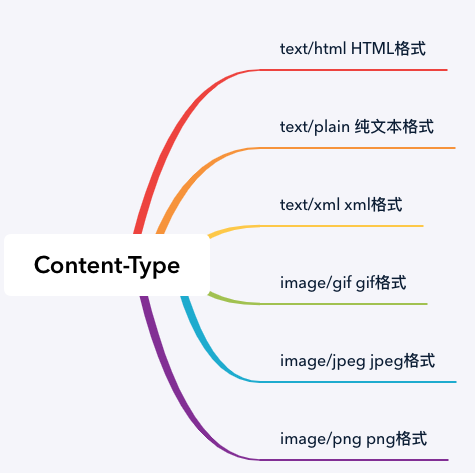 text/html HTML格式
text/plain 纯文本格式
text/xml xml格式
Content-Type
image/gif gif格式
image/jpeg jpeg格式
image/png png格式